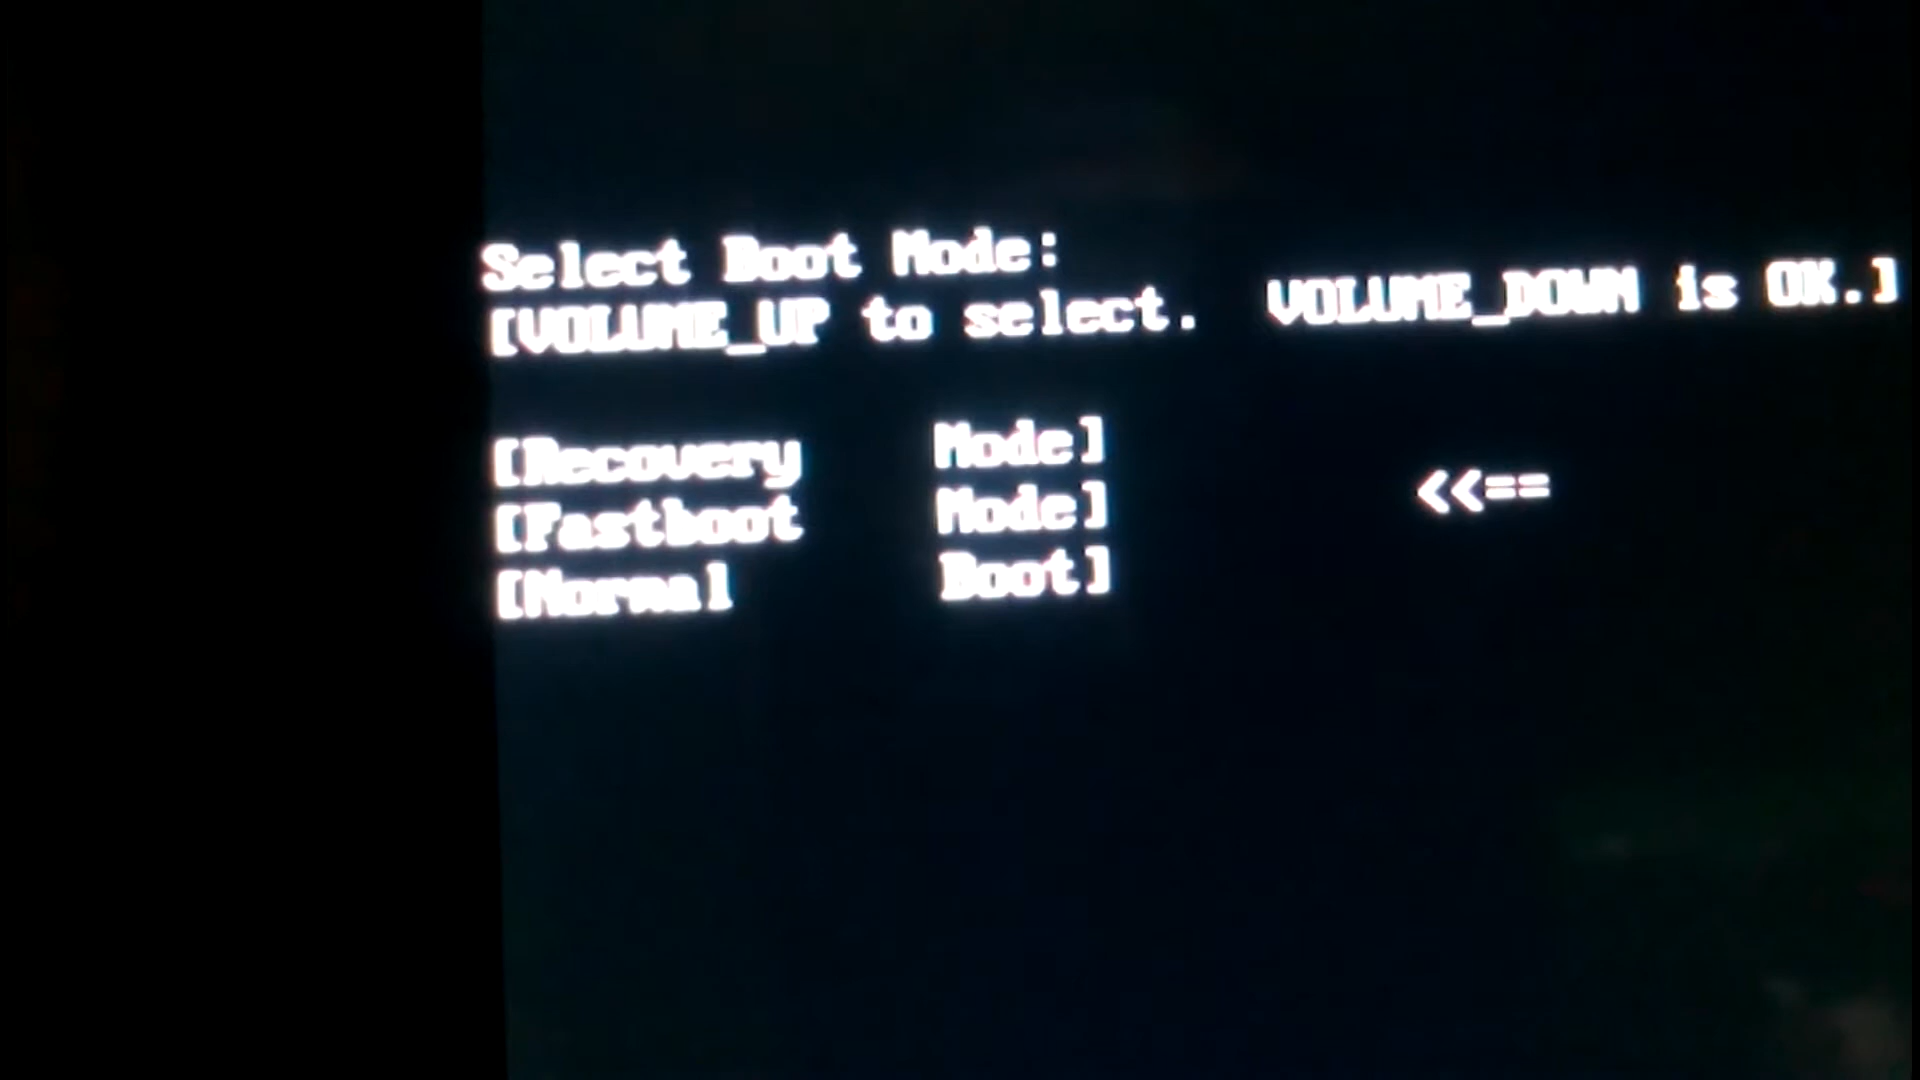 Select Boot Mode:
[VOLUME_UP to select.  VOLUME_DOWN is OK.]
[Recovery    Mode]
[Fastboot    Mode]    <<==
[Normal      Boot]